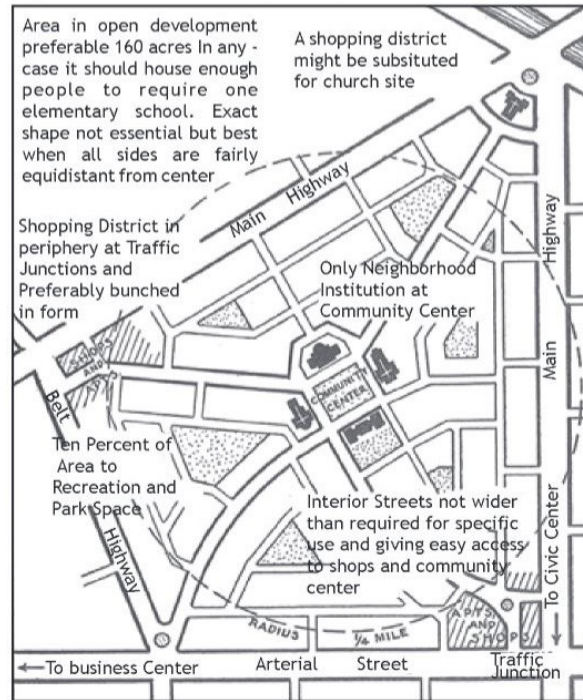 Area in open development
preferable 160 acres In any -
case it should house enough
people to require one
elementary school. Exact
shape not essential but best
when all sides are fairly
equidistant from center
A shopping district
might be subsituted
for church site
Main Highway
Shopping District in
periphery at Traffic
Junctions and
Preferably bunched
in form
Only Neighborhood
Institution at
Community Center
Highway
Main
SHOPS
AND
APTS
COMMUNITY
CENTER
Belt
Highway
Ten Percent of
Area to
Recreation and
Park Space
Interior Streets not wider
than required for specific
use and giving easy access
to shops and community
center
To Civic Center
RADIUS 1/4 MILE
APTS
AND
SHOPS
To business Center
Arterial Street
Traffic
Junction